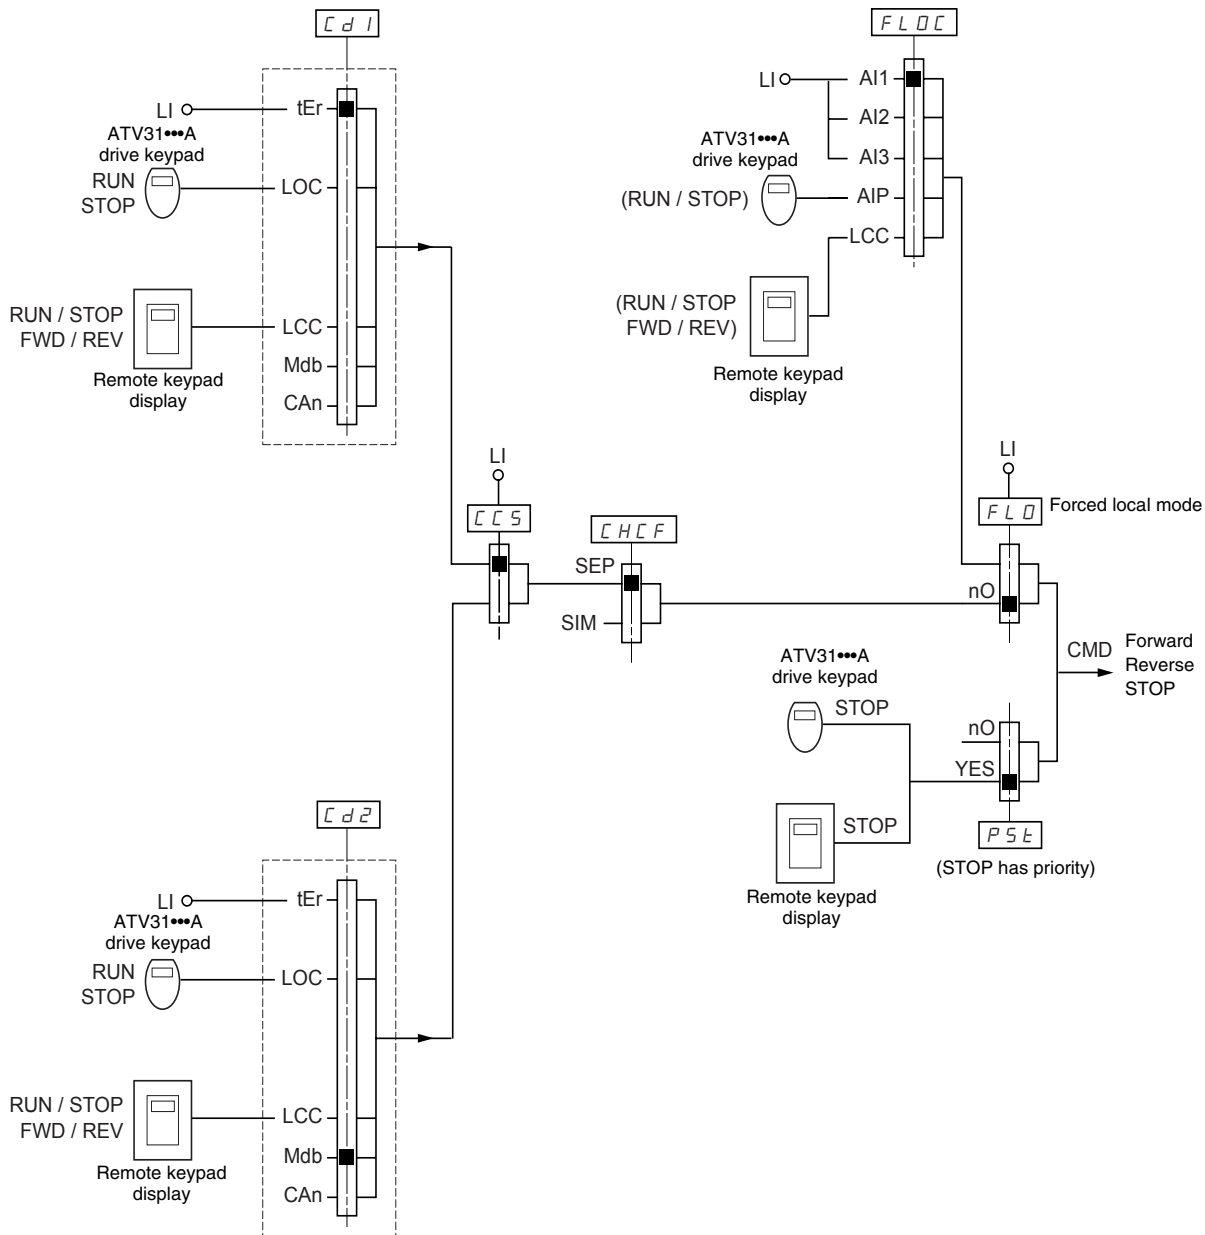 Cd1
LI
tEr
ATV31•••A
drive keypad
RUN
STOP
LOC
RUN / STOP
FWD / REV
LCC
Mdb
CAn
Remote keypad
display
FLOC
LI
AI1
AI2
AI3
AIP
LCC
ATV31•••A
drive keypad
(RUN / STOP)
(RUN / STOP
FWD / REV)
Remote keypad
display
LI
CCS
CHCF
SEP
SIM
LI
FLO
Forced local mode
nO
CMD
Forward
Reverse
STOP
ATV31•••A
drive keypad
STOP
STOP
Remote keypad
display
nO
YES
PSt
(STOP has priority)
Cd2
LI
tEr
ATV31•••A
drive keypad
RUN
STOP
LOC
RUN / STOP
FWD / REV
LCC
Mdb
CAn
Remote keypad
display